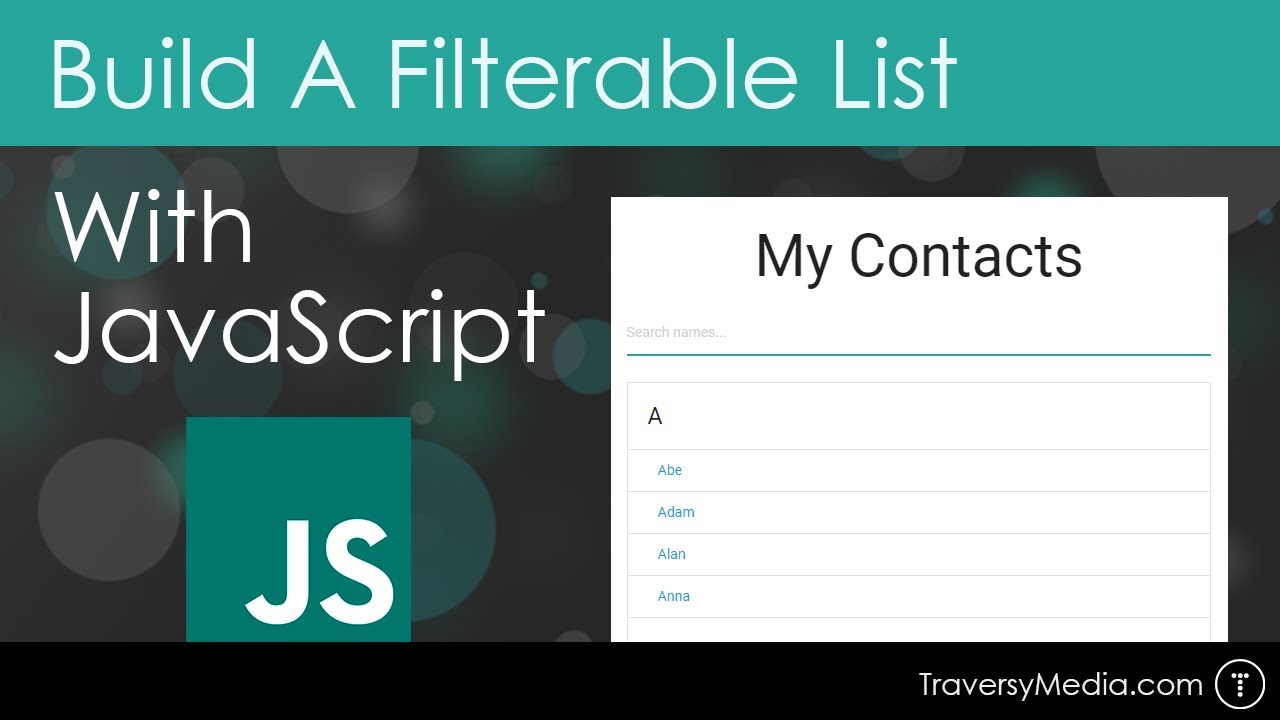 Build A Filterable List
With
JavaScript
JS
My Contacts
Search names...
A
Abe
Adam
Alan
Anna
TraversyMedia.com
T